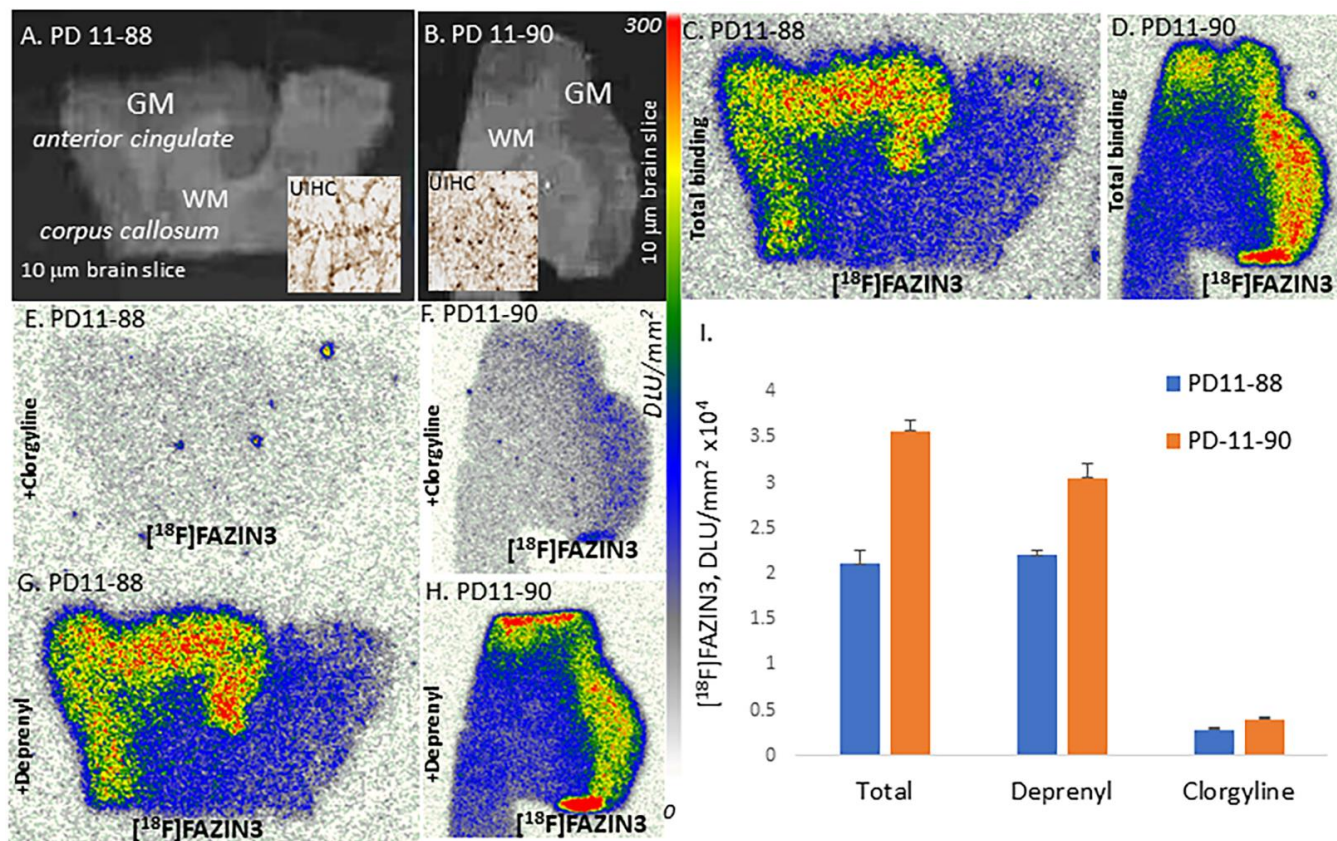 A. PD 11-88
GM
anterior cingulate
WM
corpus callosum
10 µm brain slice
UIHC
B. PD 11-90
GM
WM
UIHC
300
10 µm brain slice
DLU/mm²
0
C. PD11-88
Total binding
[¹⁸F]FAZIN3
D. PD11-90
Total binding
[¹⁸F]FAZIN3
E. PD11-88
+Clorgyline
[¹⁸F]FAZIN3
F. PD11-90
+Clorgyline
[¹⁸F]FAZIN3
G. PD11-88
+Deprenyl
[¹⁸F]FAZIN3
H. PD11-90
+Deprenyl
[¹⁸F]FAZIN3
I.
[¹⁸F]FAZIN3, DLU/mm² x10⁴
4
3.5
3
2.5
2
1.5
1
0.5
0
PD11-88
PD-11-90
Total Deprenyl Clorgyline